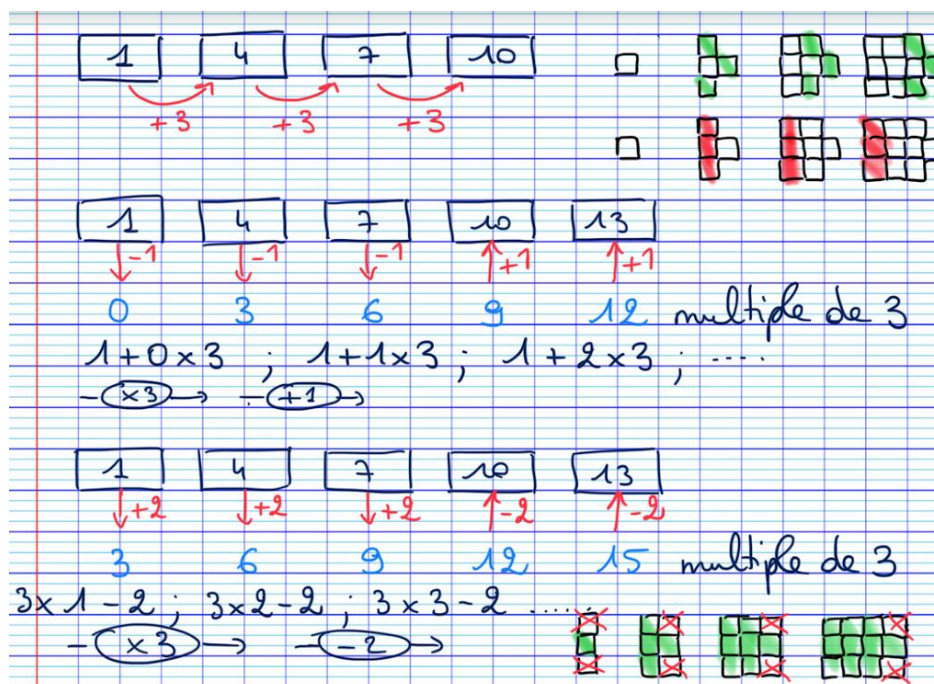 1 4 7 10
+3 +3 +3
1 4 7 10 13
-1 -1 -1 +1 +1
0 3 6 9 12 multiple de 3
1+0×3 ; 1+1×3 ; 1+2×3 ; ....
×3 +1
1 4 7 10 13
+2 +2 +2 -2 -2
3 6 9 12 15 multiple de 3
3×1-2 ; 3×2-2 ; 3×3-2 .....
×3 -2